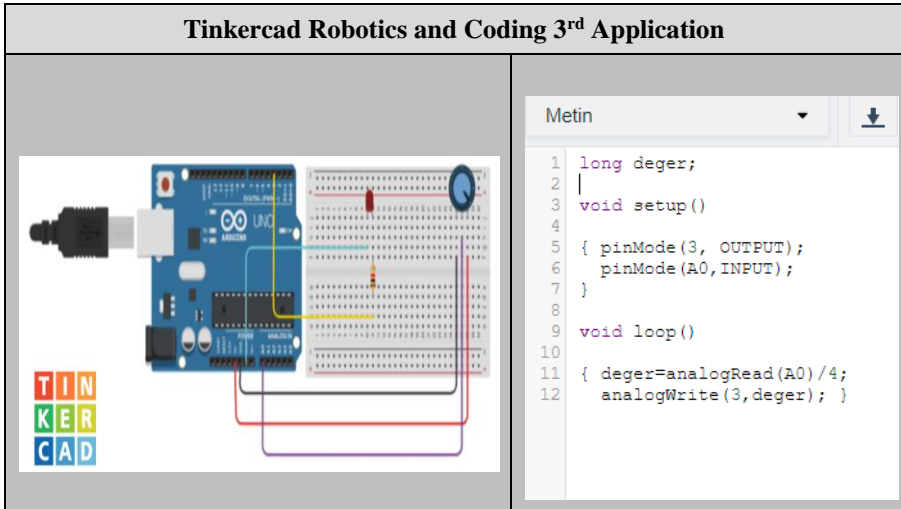 Tinkercad Robotics and Coding 3rd Application
UNO
ARDUINO
TIN
KER
CAD
Metin
1 long deger;
2
3 void setup()
4
5 { pinMode(3, OUTPUT);
6 pinMode(A0,INPUT);
7 }
8
9 void loop()
10
11 { deger=analogRead(A0)/4;
12 analogWrite(3,deger); }